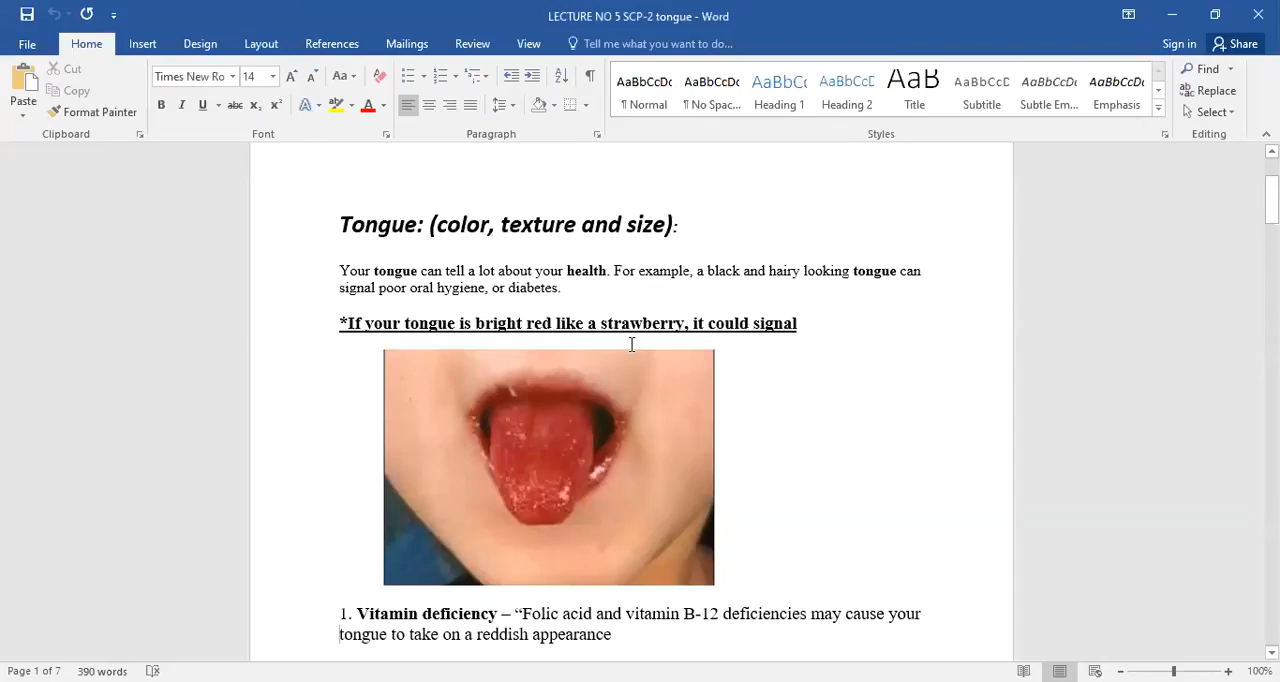 LECTURE NO 5 SCP-2 tongue - Word
File Home Insert Design Layout References Mailings Review View Tell me what you want to do... Sign in Share
Paste
Cut
Copy
Format Painter
Clipboard
Times New Ro 14
Font
Paragraph
AaBbCcDc AaBbCcDc AaBbCc AaBbCcD AaB AaBbCcD AaBbCcDc AaBbCcDc
¶ Normal ¶ No Spac... Heading 1 Heading 2 Title Subtitle Subtle Em... Emphasis
Styles
Find
Replace
Select
Editing
Tongue: (color, texture and size):
Your tongue can tell a lot about your health. For example, a black and hairy looking tongue can
signal poor oral hygiene, or diabetes.
*If your tongue is bright red like a strawberry, it could signal
1. Vitamin deficiency – “Folic acid and vitamin B-12 deficiencies may cause your
tongue to take on a reddish appearance
Page 1 of 7 390 words 100%